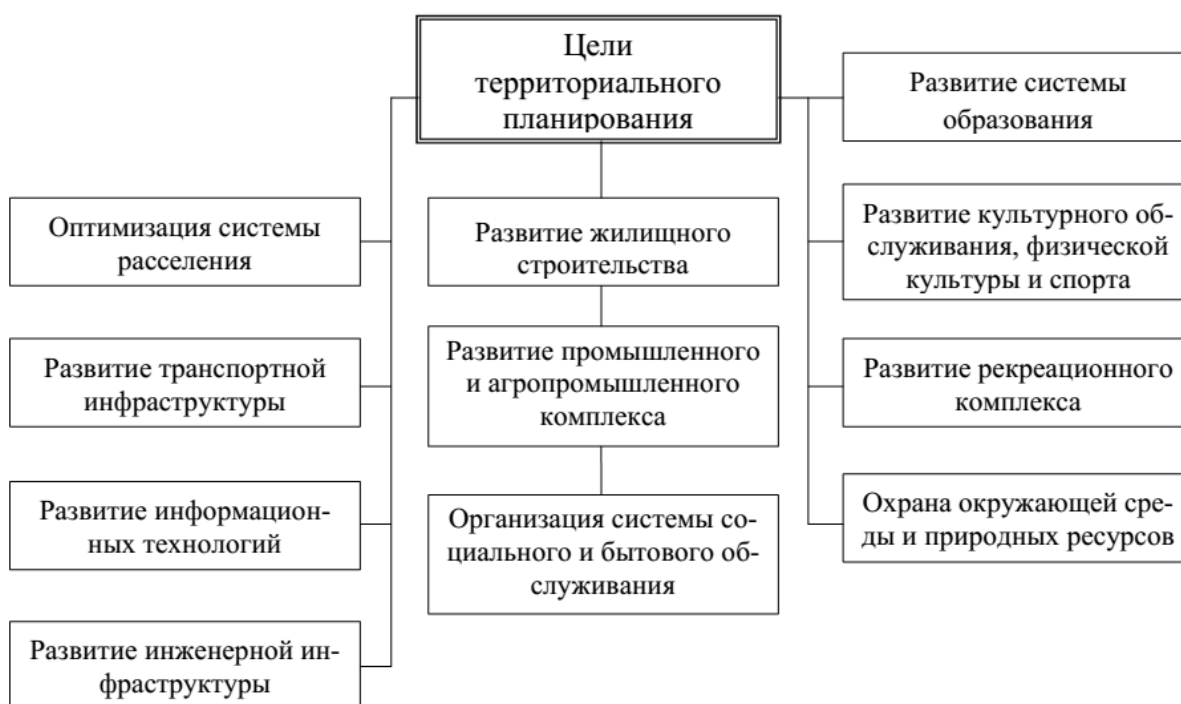 Цели
территориального
планирования
Оптимизация системы
расселения
Развитие транспортной
инфраструктуры
Развитие информацион-
ных технологий
Развитие инженерной ин-
фраструктуры
Развитие жилищного
строительства
Развитие промышленного
и агропромышленного
комплекса
Организация системы со-
циального и бытового об-
служивания
Развитие системы
образования
Развитие культурного об-
служивания, физической
культуры и спорта
Развитие рекреационного
комплекса
Охрана окружающей сре-
ды и природных ресурсов